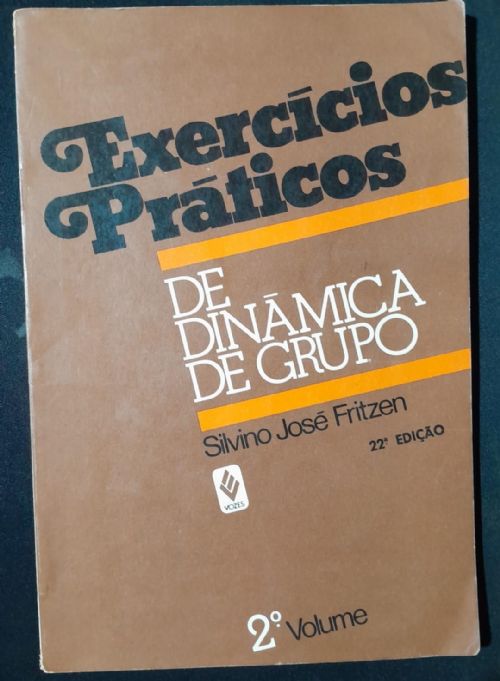 Exercícios
Práticos
DE
DINÂMICA
DE GRUPO
Silvino José Fritzen
22ª EDIÇÃO
VOZES
2º Volume